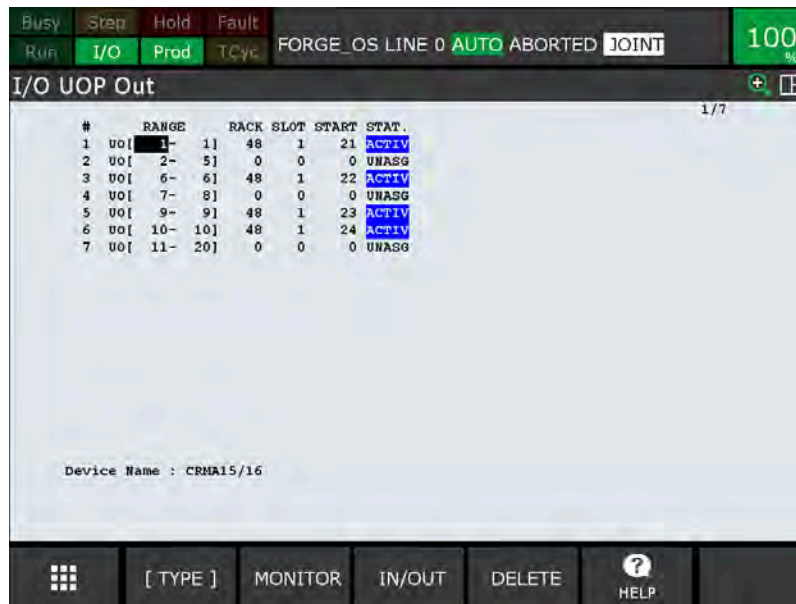 Busy Step Hold Fault
Run I/O Prod TCyc FORGE_OS LINE 0 AUTO ABORTED JOINT 100 %
I/O UOP Out
1/7
# RANGE RACK SLOT START STAT.
1 UO[ 1- 1] 48 1 21 ACTIV
2 UO[ 2- 5] 0 0 0 UNASG
3 UO[ 6- 6] 48 1 22 ACTIV
4 UO[ 7- 8] 0 0 0 UNASG
5 UO[ 9- 9] 48 1 23 ACTIV
6 UO[ 10- 10] 48 1 24 ACTIV
7 UO[ 11- 20] 0 0 0 UNASG
Device Name : CRMA15/16
[ TYPE ] MONITOR IN/OUT DELETE ? HELP